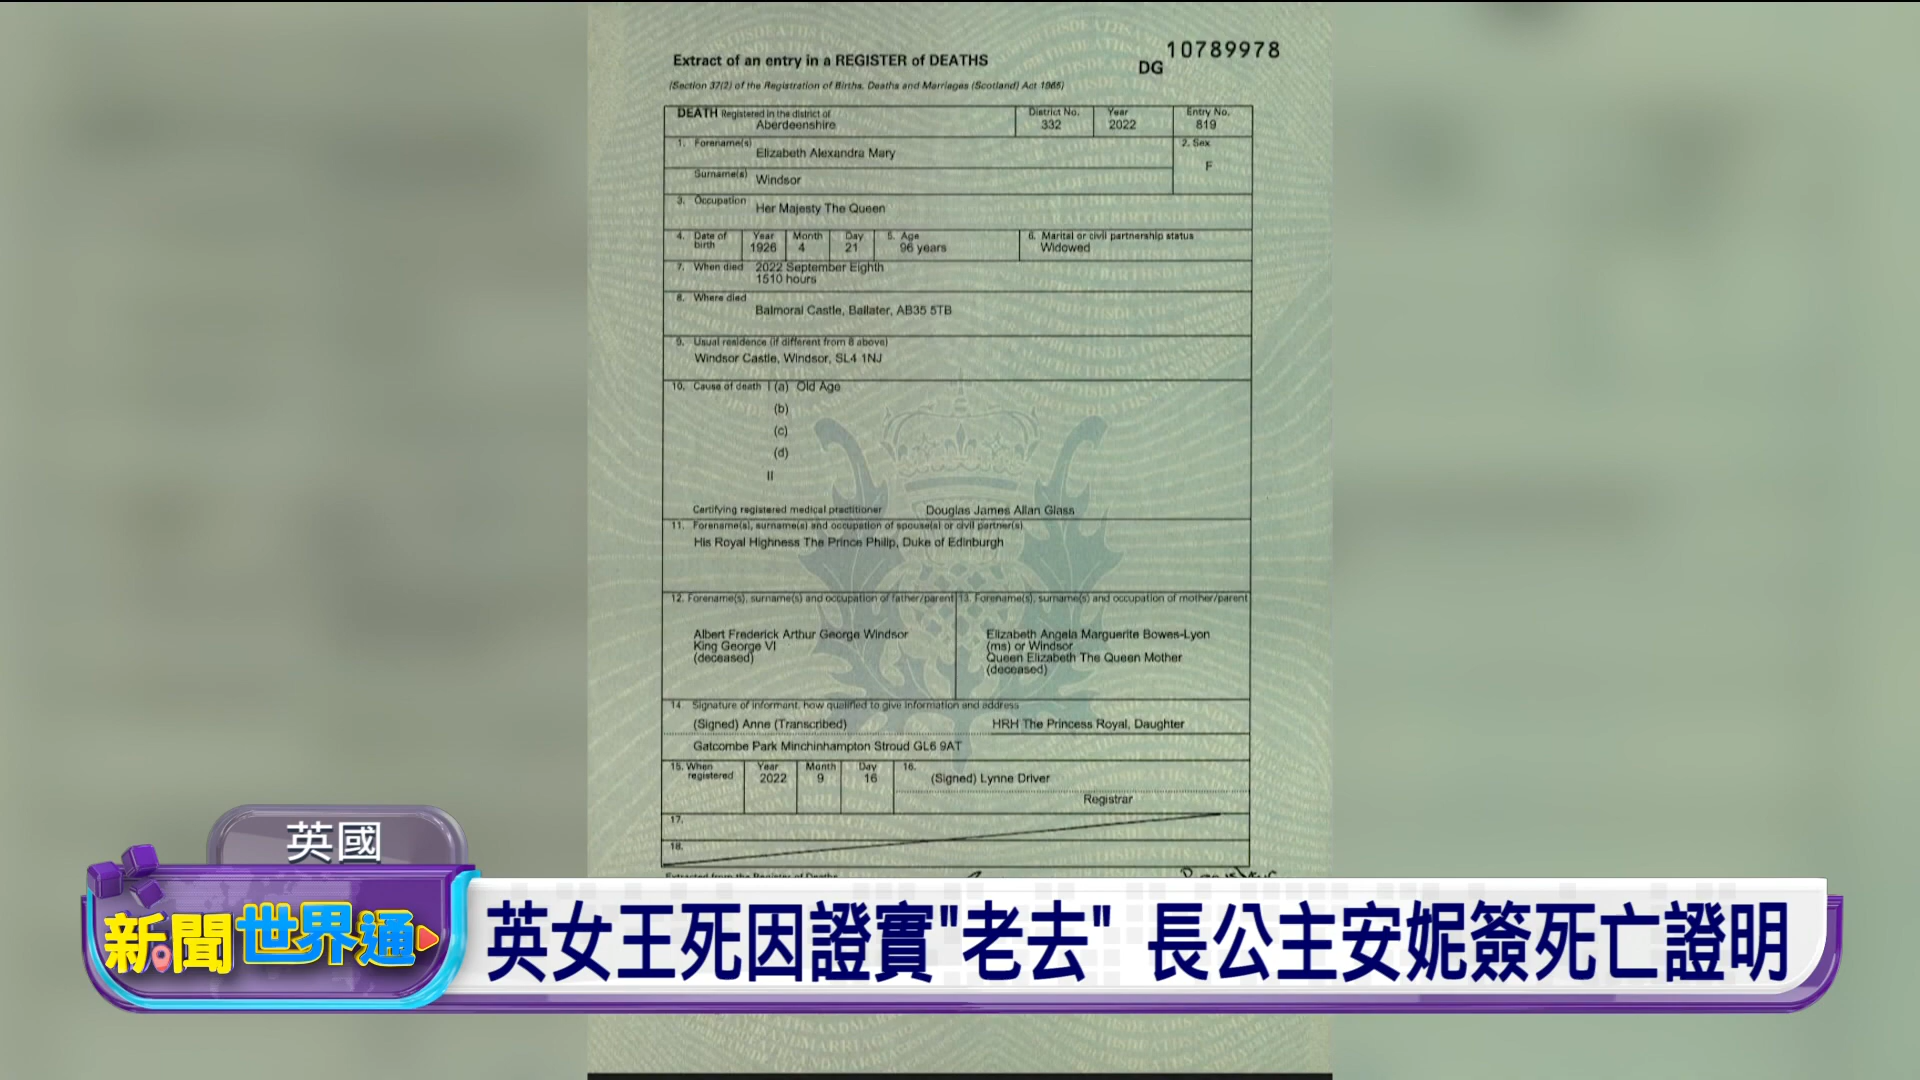 Extract of an entry in a REGISTER of DEATHS
DG 10789978
(Section 37(2) of the Registration of Births, Deaths and Marriages (Scotland) Act 1965)
DEATH Registered in the district of
Aberdeenshire
District No.
332
Year
2022
Entry No.
819
1. Forename(s)
Elizabeth Alexandra Mary
2. Sex
F
Surname(s)
Windsor
3. Occupation
Her Majesty The Queen
4. Date of birth
Year
1926
Month
4
Day
21
5. Age
96 years
6. Marital or civil partnership status
Widowed
7. When died
2022 September Eighth
1510 hours
8. Where died
Balmoral Castle, Ballater, AB35 5TB
9. Usual residence (if different from 8 above)
Windsor Castle, Windsor, SL4 1NJ
10. Cause of death I (a) Old Age
(b)
(c)
(d)
II
Certifying registered medical practitioner Douglas James Allan Glass
11. Forename(s), surname(s) and occupation of spouse(s) or civil partner(s)
His Royal Highness The Prince Philip, Duke of Edinburgh
12. Forename(s), surname(s) and occupation of father/parent
Albert Frederick Arthur George Windsor
King George VI
(deceased)
13. Forename(s), surname(s) and occupation of mother/parent
Elizabeth Angela Marguerite Bowes-Lyon
(ms) or Windsor
Queen Elizabeth The Queen Mother
(deceased)
14. Signature of informant, how qualified to give information and address
(Signed) Anne (Transcribed) HRH The Princess Royal, Daughter
Gatcombe Park Minchinhampton Stroud GL6 9AT
15. When registered
Year
2022
Month
9
Day
16
16.
(Signed) Lynne Driver
Registrar
17.
18.
Extracted from the Register of Deaths
英國
新聞世界通
英女王死因證實"老去" 長公主安妮簽死亡證明